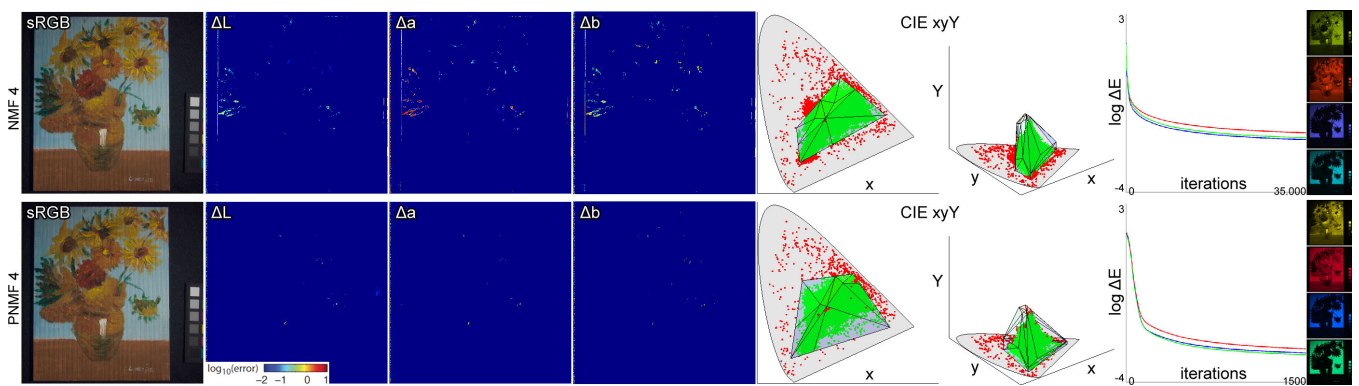 NMF 4
sRGB
ΔL
Δa
Δb
CIE xyY
x
Y
y
x
log ΔE
3
-4
0
iterations
35.000
PNMF 4
sRGB
ΔL
Δa
Δb
log₁₀(error)
−2 −1 0 1
CIE xyY
x
Y
y
x
log ΔE
3
-4
0
iterations
1500